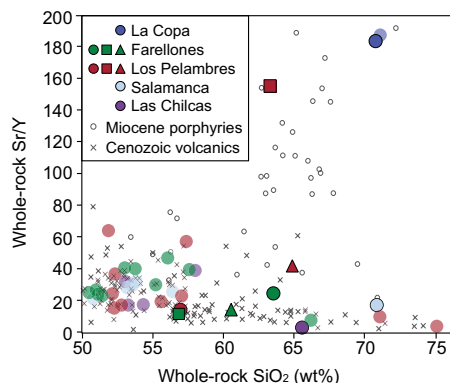 200
180
160
140
120
100
80
60
40
20
0
Whole-rock Sr/Y
La Copa
Farellones
Los Pelambres
Salamanca
Las Chilcas
Miocene porphyries
Cenozoic volcanics
50 55 60 65 70 75
Whole-rock SiO₂ (wt%)